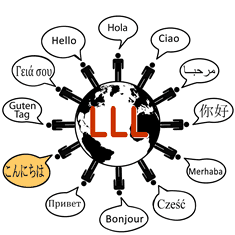 Hola
Ciao
مرحبا
你好
Merhaba
Cześć
Bonjour
Привет
こんにちは
Guten
Tag
Γειά σου
Hello
LLL